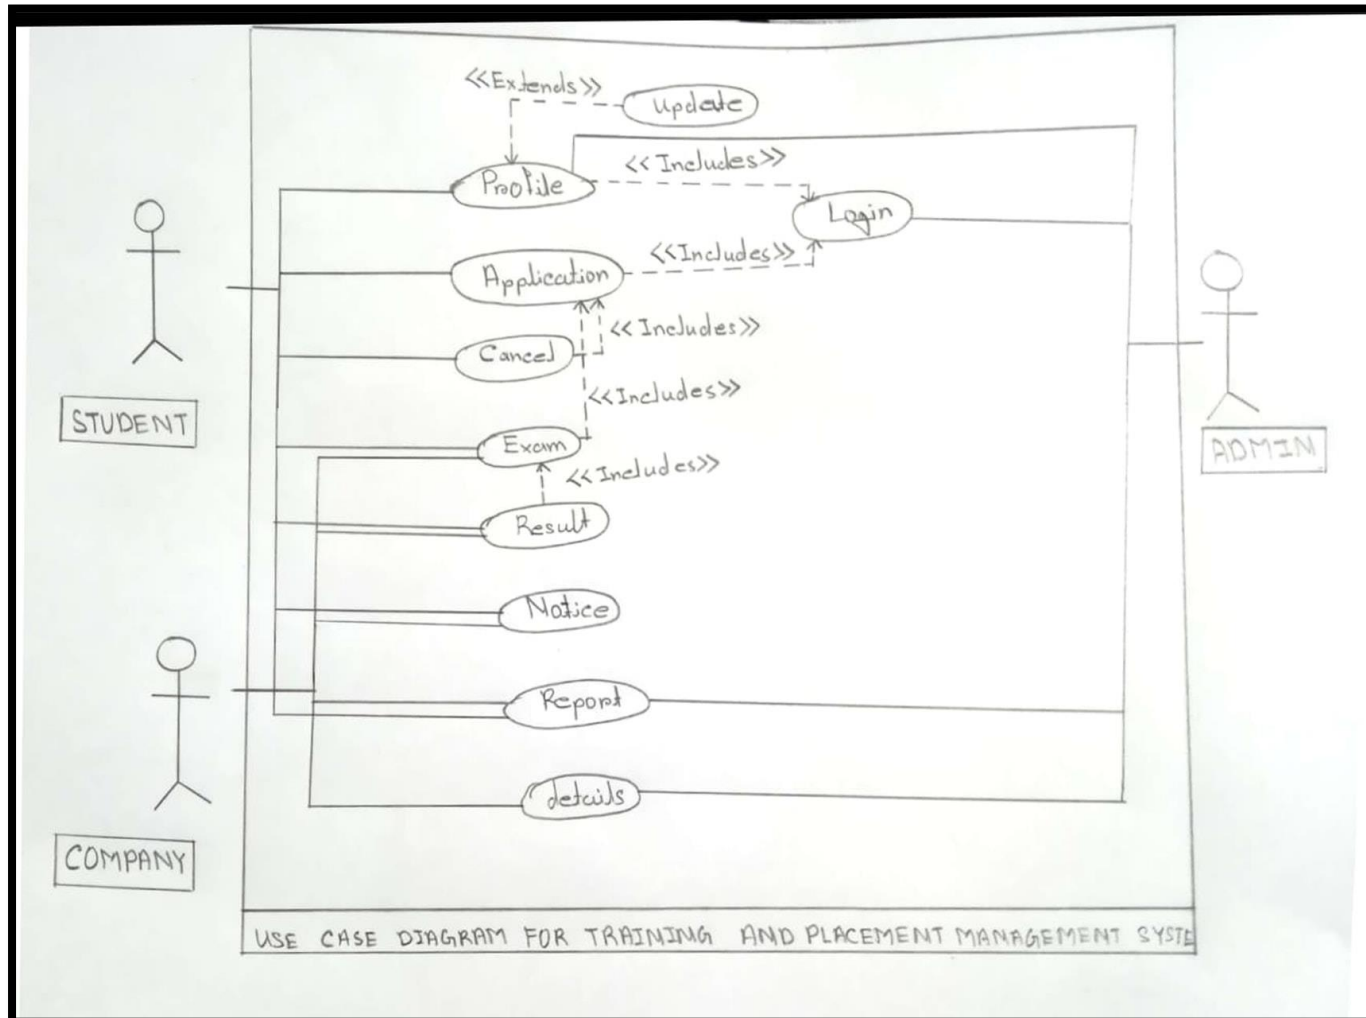 <<Extends>>
Update
Profile
<<Includes>>
Login
Application
<<Includes>>
<<Includes>>
Cancel
<<Includes>>
STUDENT
Exam
ADMIN
<<Includes>>
Result
Notice
Report
details
COMPANY
USE CASE DIAGRAM FOR TRAINING AND PLACEMENT MANAGEMENT SYSTE